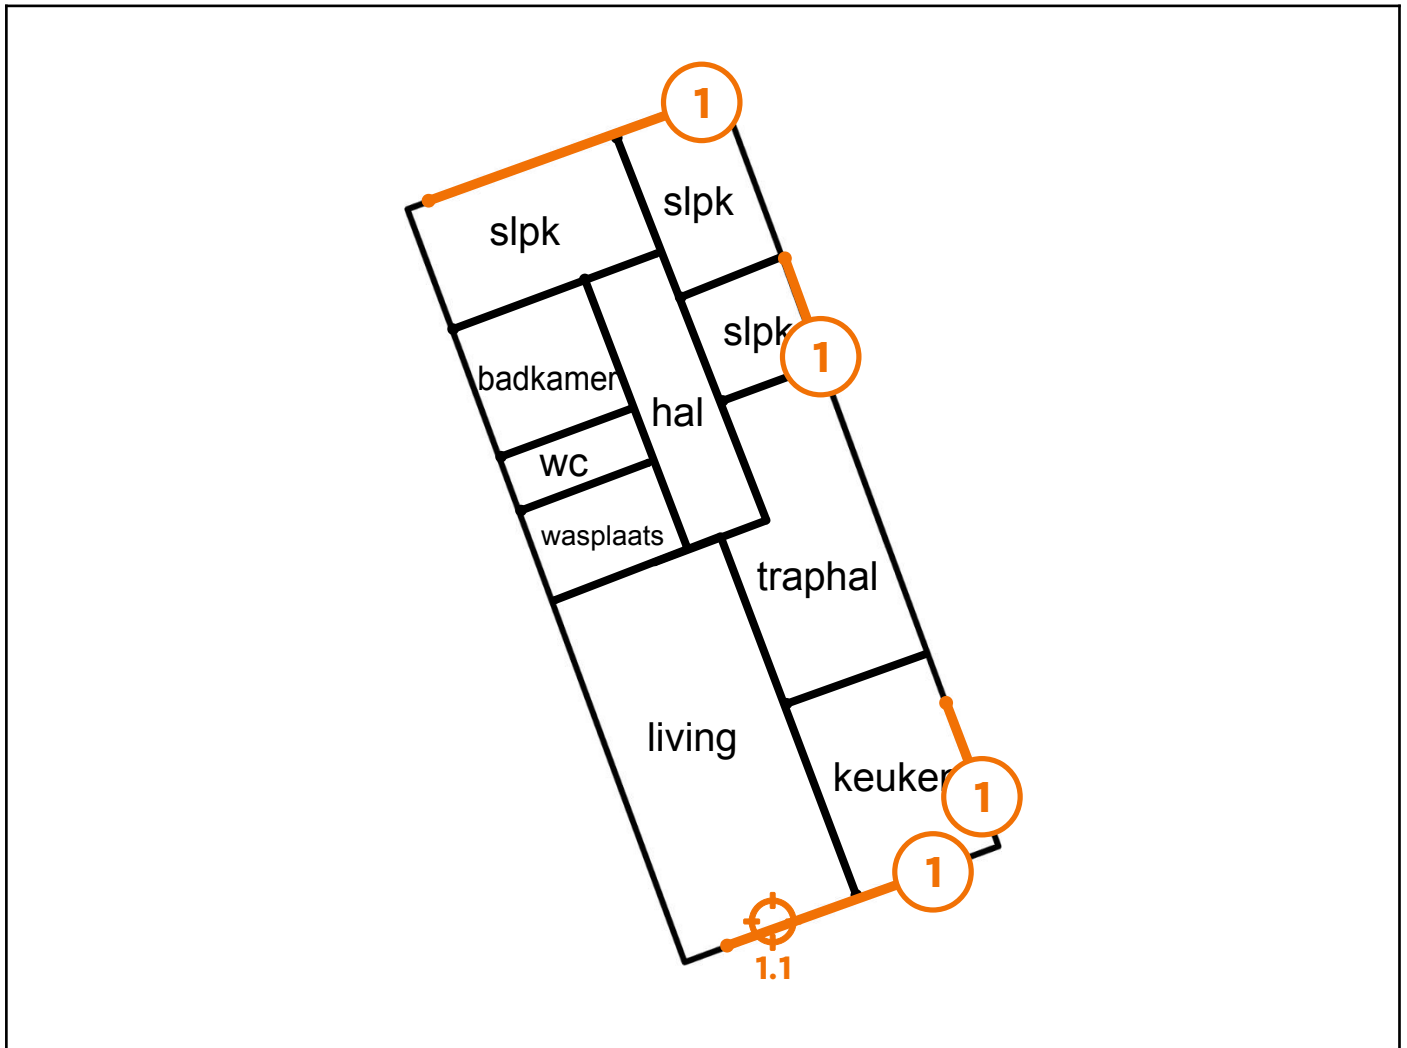 1
slpk
slpk
slpk
1
badkamer
hal
wc
wasplaats
traphal
living
keuken
1
1
1.1